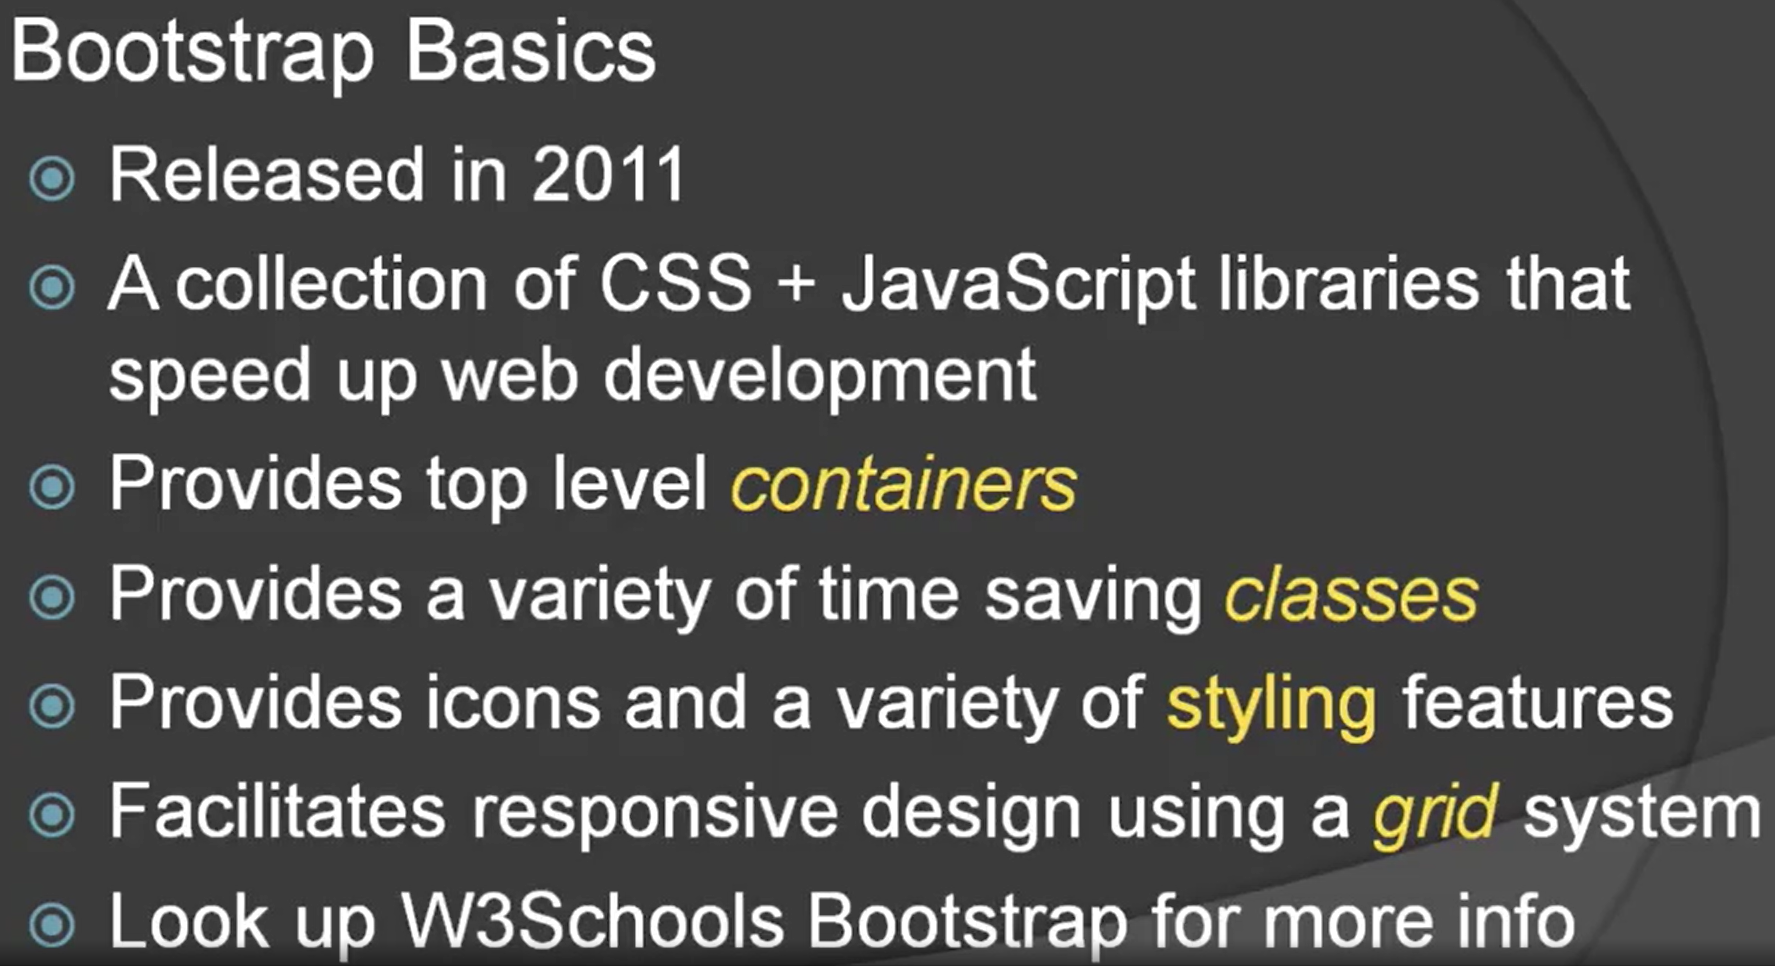 Bootstrap Basics
Released in 2011
A collection of CSS + JavaScript libraries that
speed up web development
Provides top level containers
Provides a variety of time saving classes
Provides icons and a variety of styling features
Facilitates responsive design using a grid system
Look up W3Schools Bootstrap for more info